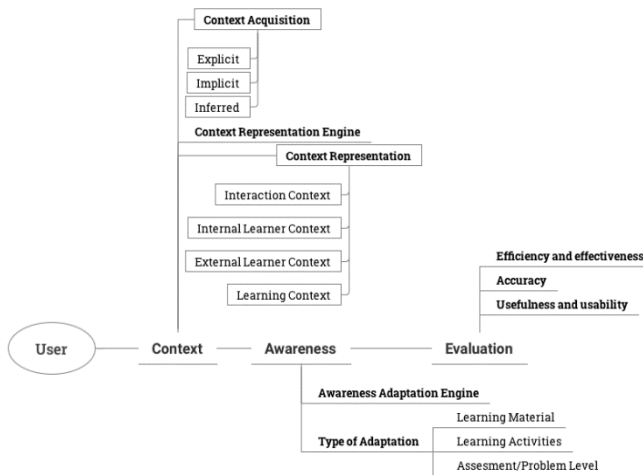 Context Acquisition
Explicit
Implicit
Inferred
Context Representation Engine
Context Representation
Interaction Context
Internal Learner Context
External Learner Context
Learning Context
Efficiency and effectiveness
Accuracy
Usefulness and usability
User
Context
Awareness
Evaluation
Awareness Adaptation Engine
Type of Adaptation
Learning Material
Learning Activities
Assesment/Problem Level